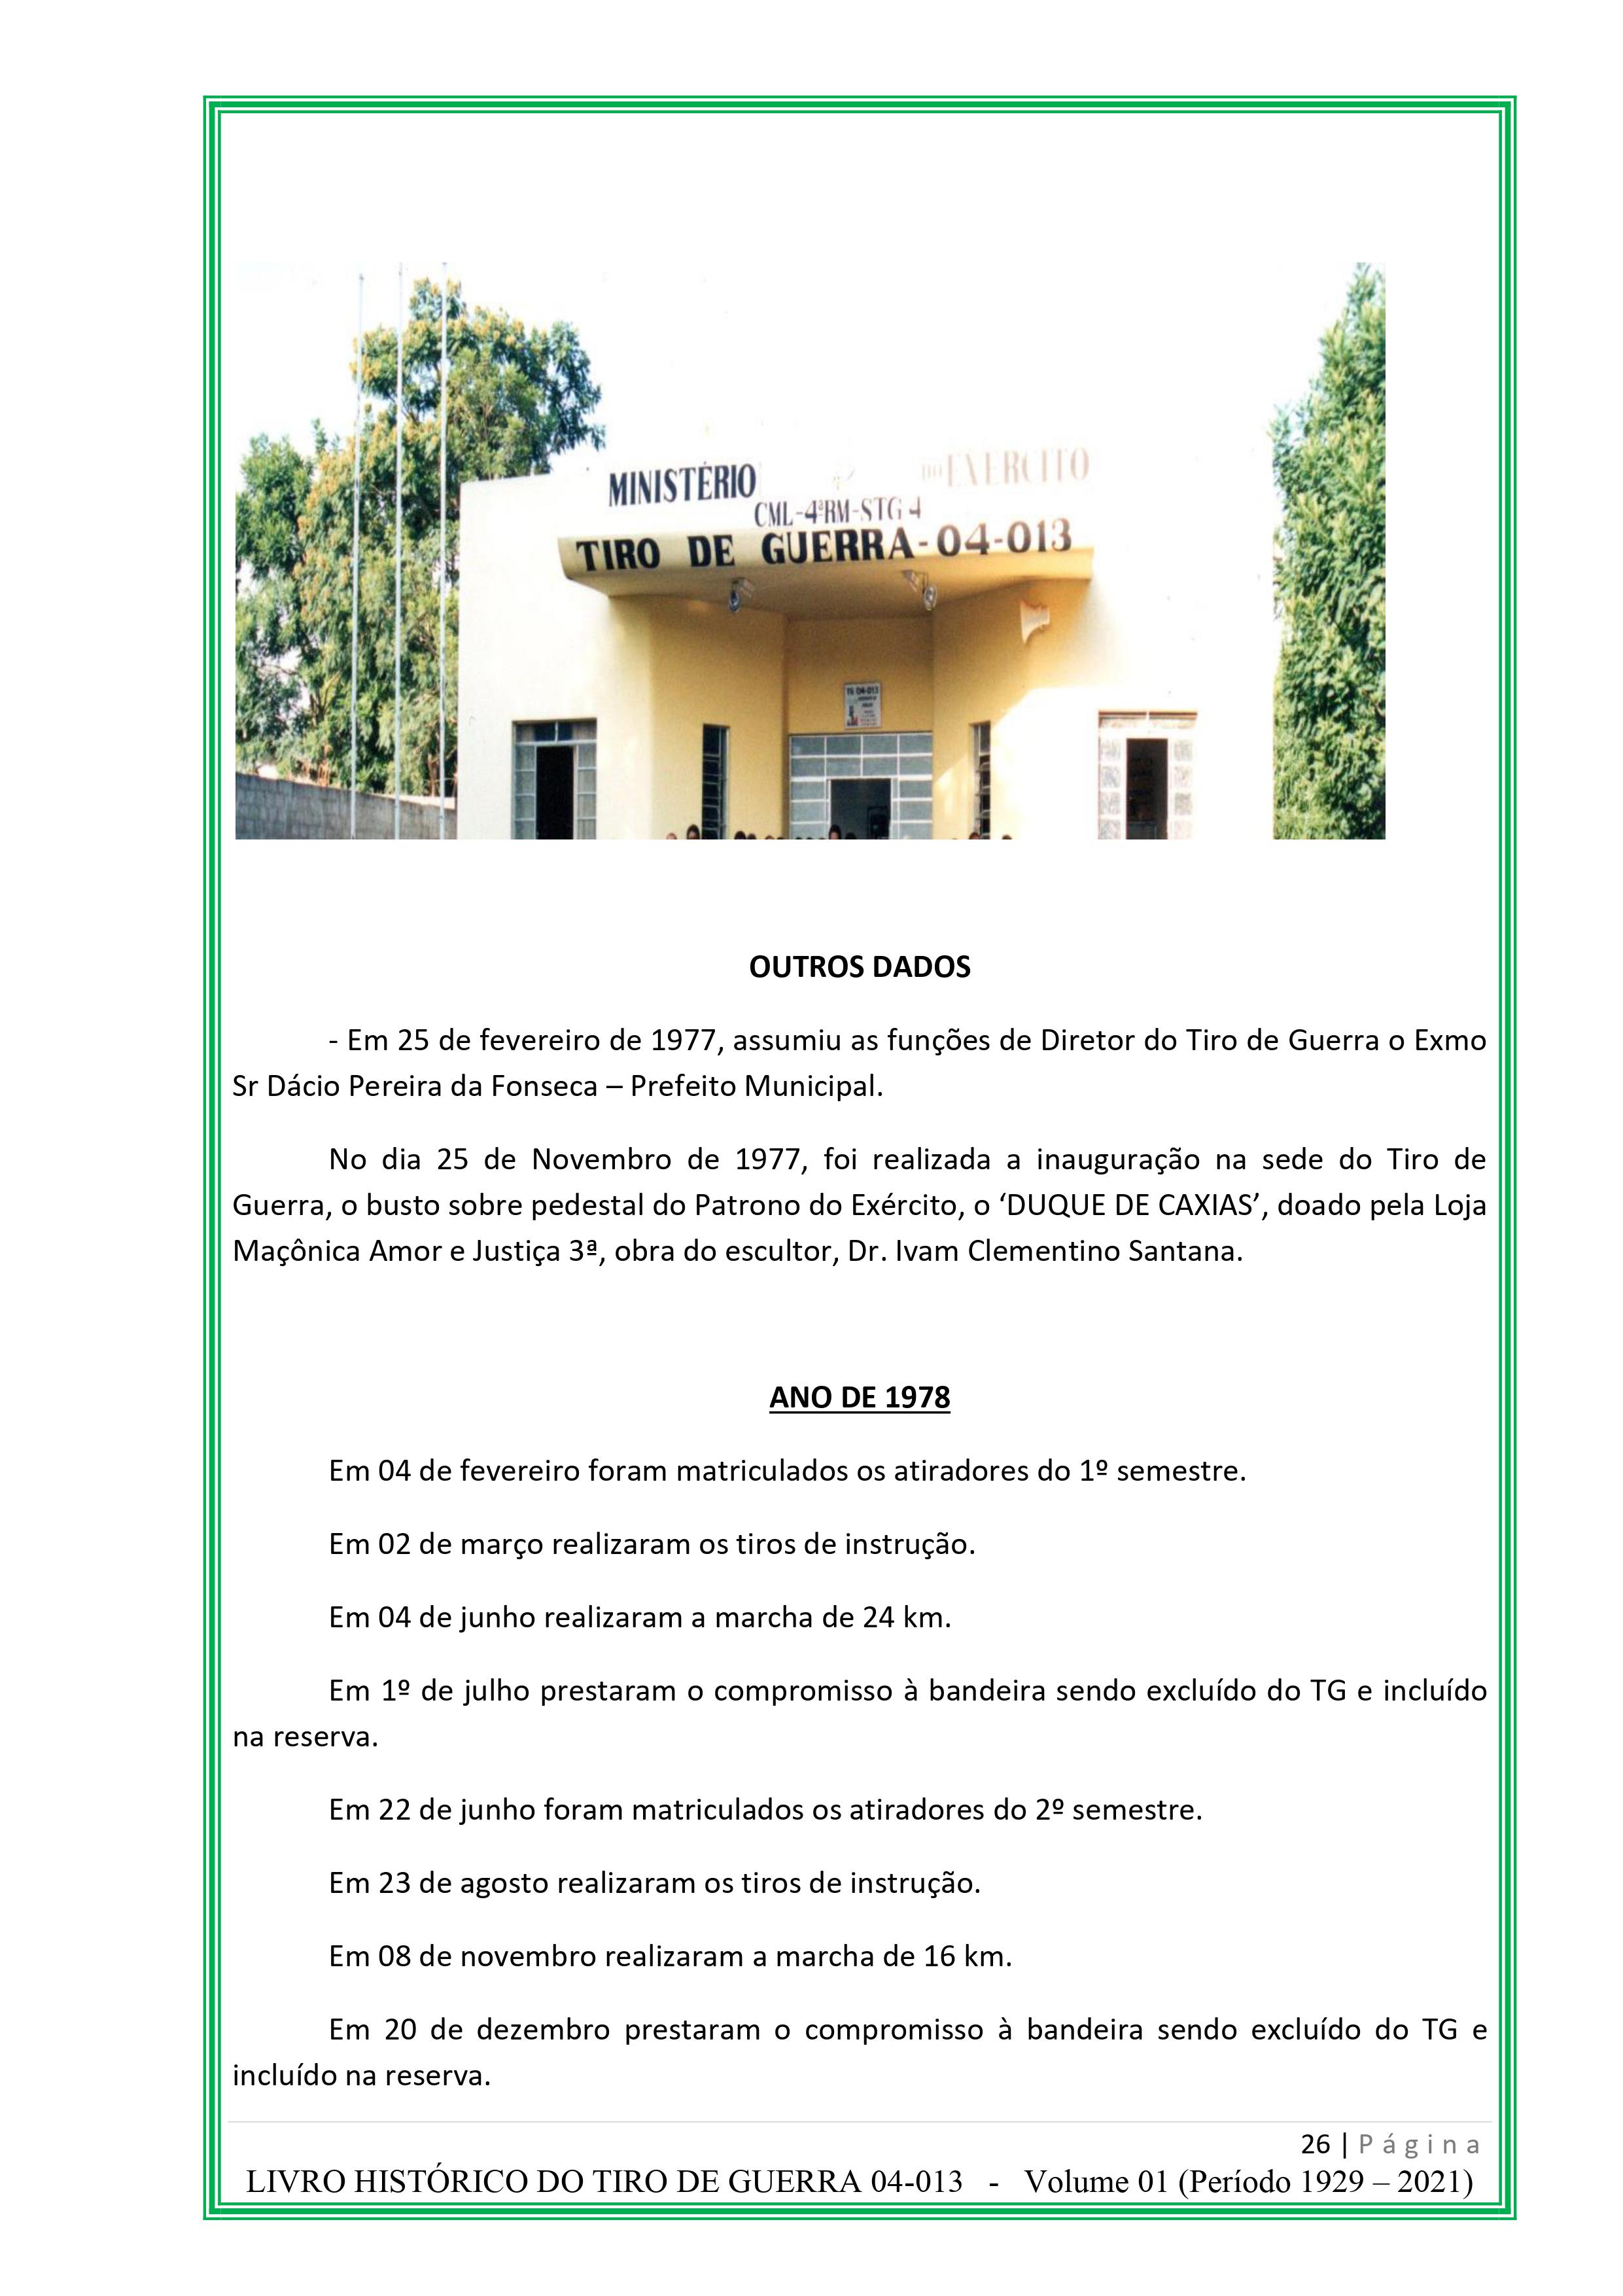 MINISTÉRIO DO EXÉRCITO
CML-4ªRM-STG 4
TIRO DE GUERRA-04-013
TG 04-013
OUTROS DADOS
- Em 25 de fevereiro de 1977, assumiu as funções de Diretor do Tiro de Guerra o Exmo
Sr Dácio Pereira da Fonseca – Prefeito Municipal.
No dia 25 de Novembro de 1977, foi realizada a inauguração na sede do Tiro de
Guerra, o busto sobre pedestal do Patrono do Exército, o ‘DUQUE DE CAXIAS’, doado pela Loja
Maçônica Amor e Justiça 3ª, obra do escultor, Dr. Ivam Clementino Santana.
ANO DE 1978
Em 04 de fevereiro foram matriculados os atiradores do 1º semestre.
Em 02 de março realizaram os tiros de instrução.
Em 04 de junho realizaram a marcha de 24 km.
Em 1º de julho prestaram o compromisso à bandeira sendo excluído do TG e incluído
na reserva.
Em 22 de junho foram matriculados os atiradores do 2º semestre.
Em 23 de agosto realizaram os tiros de instrução.
Em 08 de novembro realizaram a marcha de 16 km.
Em 20 de dezembro prestaram o compromisso à bandeira sendo excluído do TG e
incluído na reserva.
26 | Página
LIVRO HISTÓRICO DO TIRO DE GUERRA 04-013 - Volume 01 (Período 1929 – 2021)